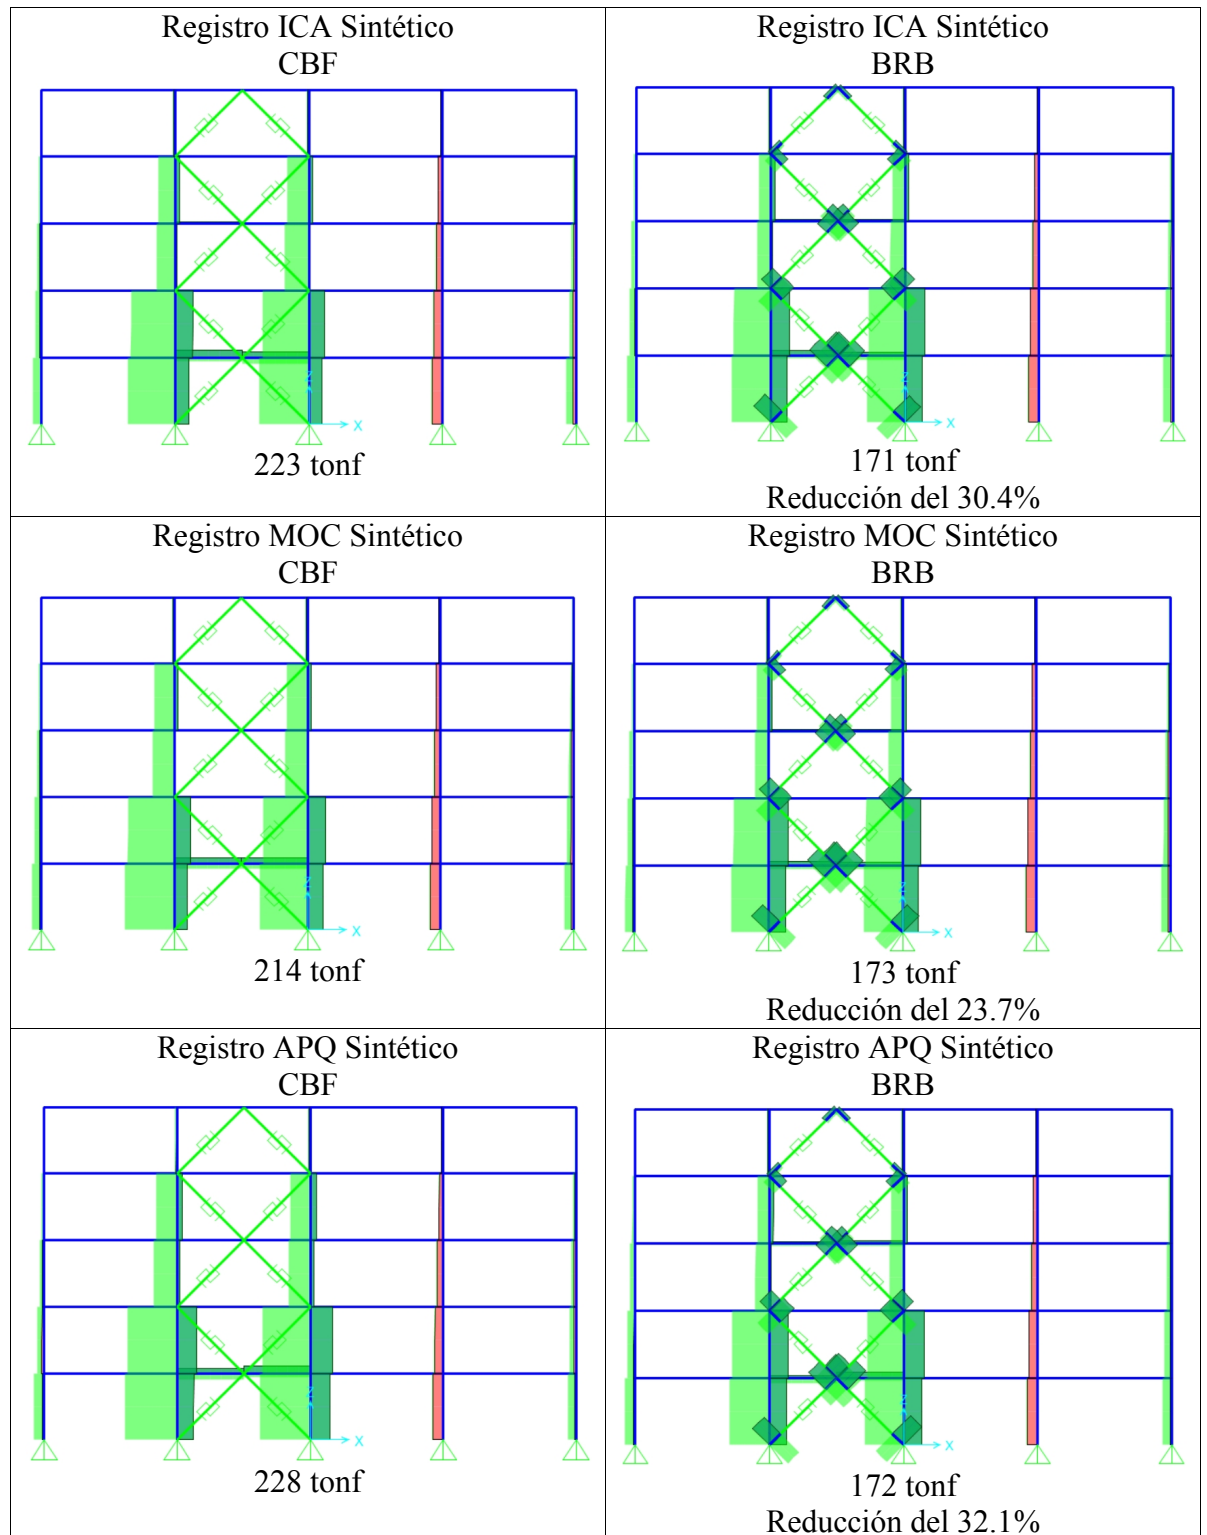 Registro ICA Sintético
CBF
X
223 tonf
Registro ICA Sintético
BRB
X
171 tonf
Reducción del 30.4%
Registro MOC Sintético
CBF
X
214 tonf
Registro MOC Sintético
BRB
X
173 tonf
Reducción del 23.7%
Registro APQ Sintético
CBF
X
228 tonf
Registro APQ Sintético
BRB
X
172 tonf
Reducción del 32.1%